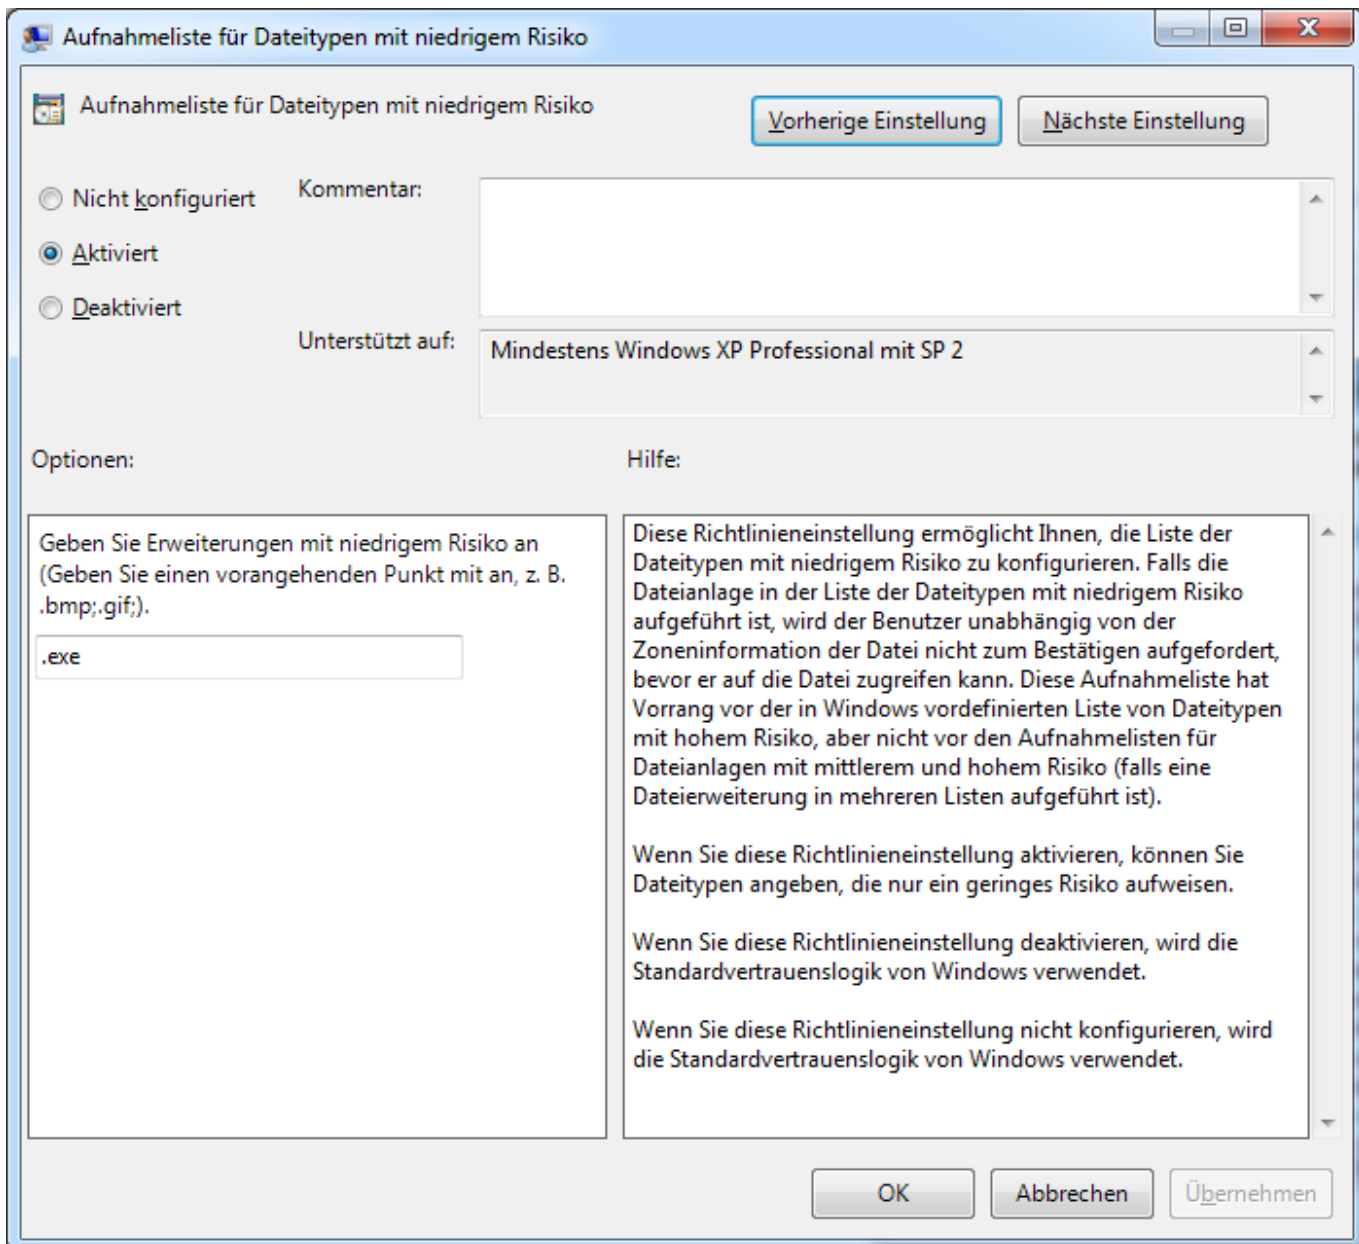 Aufnahmeliste für Dateitypen mit niedrigem Risiko
Aufnahmeliste für Dateitypen mit niedrigem Risiko
Vorherige Einstellung
Nächste Einstellung
Nicht konfiguriert
Aktiviert
Deaktiviert
Kommentar:
Unterstützt auf:
Mindestens Windows XP Professional mit SP 2
Optionen:
Hilfe:
Geben Sie Erweiterungen mit niedrigem Risiko an
(Geben Sie einen vorangehenden Punkt mit an, z. B.
.bmp;.gif;).
.exe
Diese Richtlinieneinstellung ermöglicht Ihnen, die Liste der
Dateitypen mit niedrigem Risiko zu konfigurieren. Falls die
Dateianlage in der Liste der Dateitypen mit niedrigem Risiko
aufgeführt ist, wird der Benutzer unabhängig von der
Zoneninformation der Datei nicht zum Bestätigen aufgefordert,
bevor er auf die Datei zugreifen kann. Diese Aufnahmeliste hat
Vorrang vor der in Windows vordefinierten Liste von Dateitypen
mit hohem Risiko, aber nicht vor den Aufnahmelisten für
Dateianlagen mit mittlerem und hohem Risiko (falls eine
Dateierweiterung in mehreren Listen aufgeführt ist).
Wenn Sie diese Richtlinieneinstellung aktivieren, können Sie
Dateitypen angeben, die nur ein geringes Risiko aufweisen.
Wenn Sie diese Richtlinieneinstellung deaktivieren, wird die
Standardvertrauenslogik von Windows verwendet.
Wenn Sie diese Richtlinieneinstellung nicht konfigurieren, wird
die Standardvertrauenslogik von Windows verwendet.
OK
Abbrechen
Übernehmen